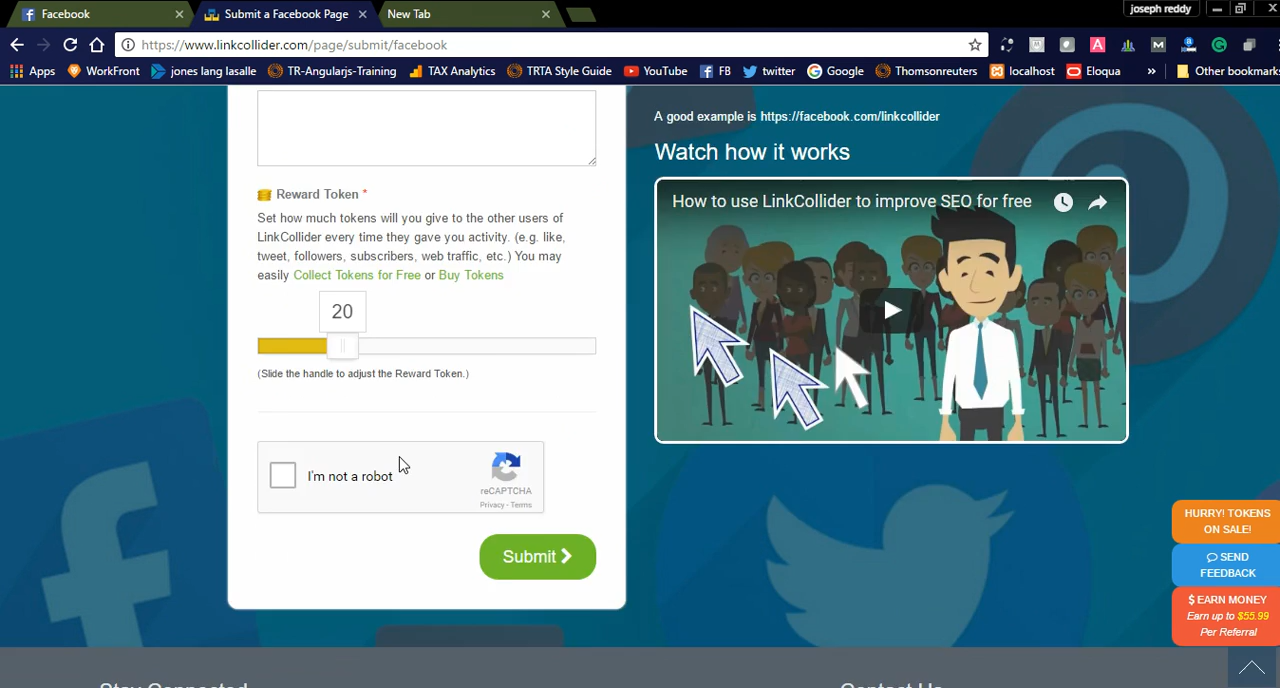 Facebook
Submit a Facebook Page
New Tab
joseph reddy
https://www.linkcollider.com/page/submit/facebook
Apps
WorkFront
jones lang lasalle
TR-Angularjs-Training
TAX Analytics
TRTA Style Guide
YouTube
FB
twitter
Google
Thomsonreuters
localhost
Eloqua
»
Other bookmarks
Reward Token *
Set how much tokens will you give to the other users of
LinkCollider every time they gave you activity. (e.g. like,
tweet, followers, subscribers, web traffic, etc.) You may
easily Collect Tokens for Free or Buy Tokens
20
(Slide the handle to adjust the Reward Token.)
I'm not a robot
reCAPTCHA
Privacy - Terms
Submit
A good example is https://facebook.com/linkcollider
Watch how it works
How to use LinkCollider to improve SEO for free
HURRY! TOKENS
ON SALE!
SEND
FEEDBACK
$ EARN MONEY
Earn up to $55.99
Per Referral
Stay Connected
Contact Us